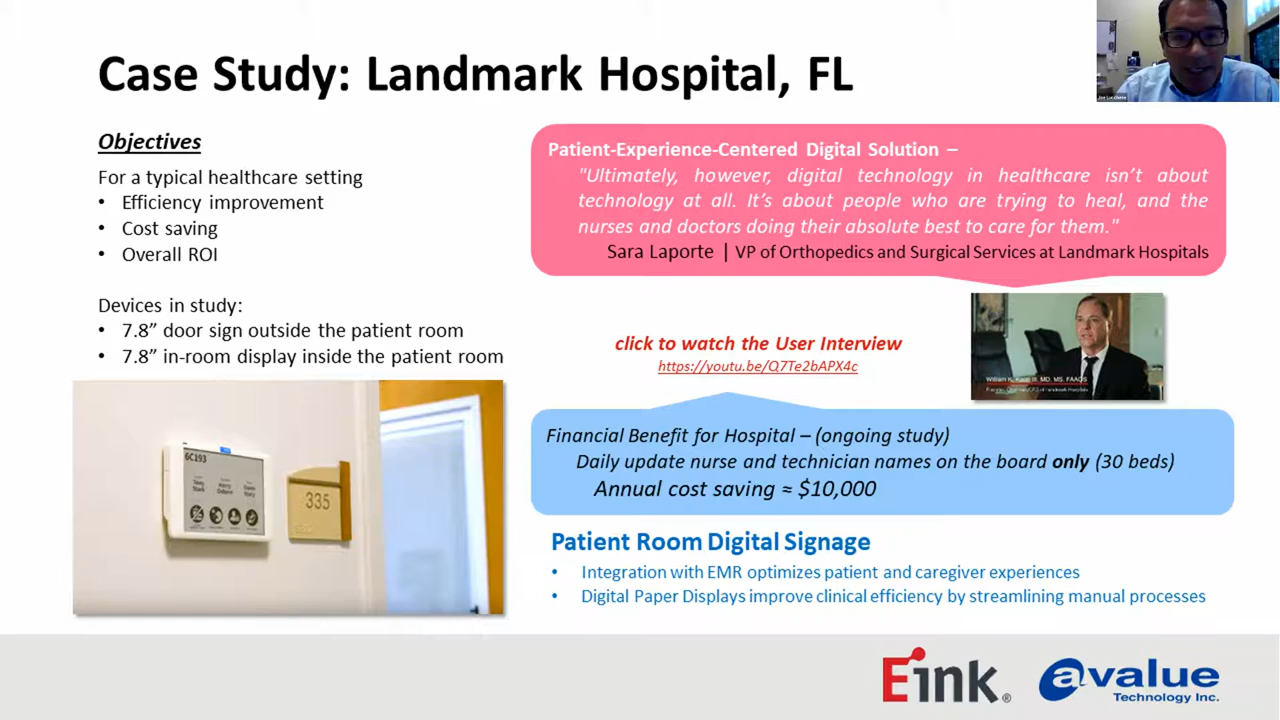 Case Study: Landmark Hospital, FL
Objectives
For a typical healthcare setting
• Efficiency improvement
• Cost saving
• Overall ROI
Devices in study:
• 7.8” door sign outside the patient room
• 7.8” in-room display inside the patient room
6C193
335
Patient-Experience-Centered Digital Solution –
"Ultimately, however, digital technology in healthcare isn’t about
technology at all. It’s about people who are trying to heal, and the
nurses and doctors doing their absolute best to care for them."
Sara Laporte | VP of Orthopedics and Surgical Services at Landmark Hospitals
click to watch the User Interview
https://youtu.be/Q7Te2bAPX4c
Financial Benefit for Hospital – (ongoing study)
Daily update nurse and technician names on the board only (30 beds)
Annual cost saving ≈ $10,000
Patient Room Digital Signage
• Integration with EMR optimizes patient and caregiver experiences
• Digital Paper Displays improve clinical efficiency by streamlining manual processes
Eink®
avalue
Technology Inc.